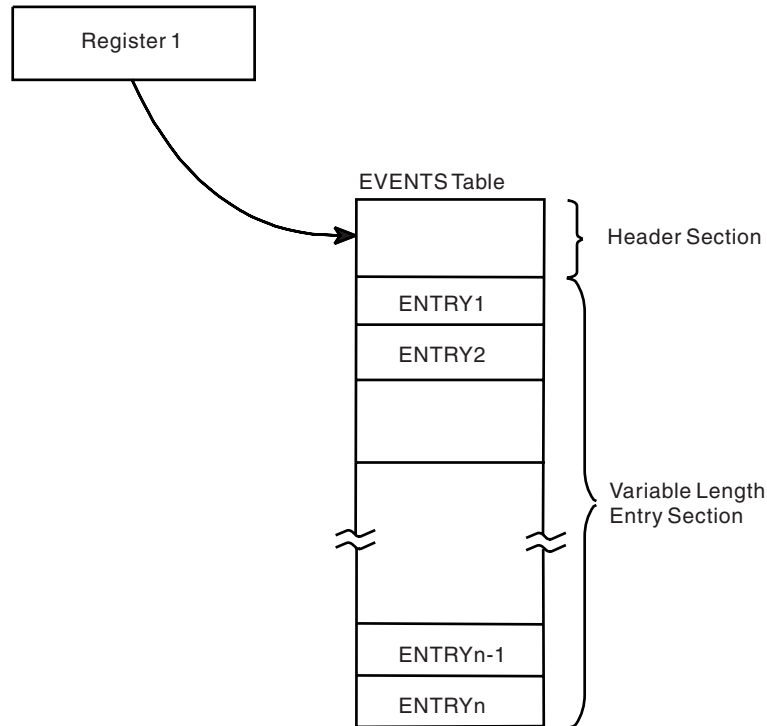 Register 1
EVENTS Table
Header Section
ENTRY1
ENTRY2
Variable Length
Entry Section
ENTRYn-1
ENTRYn